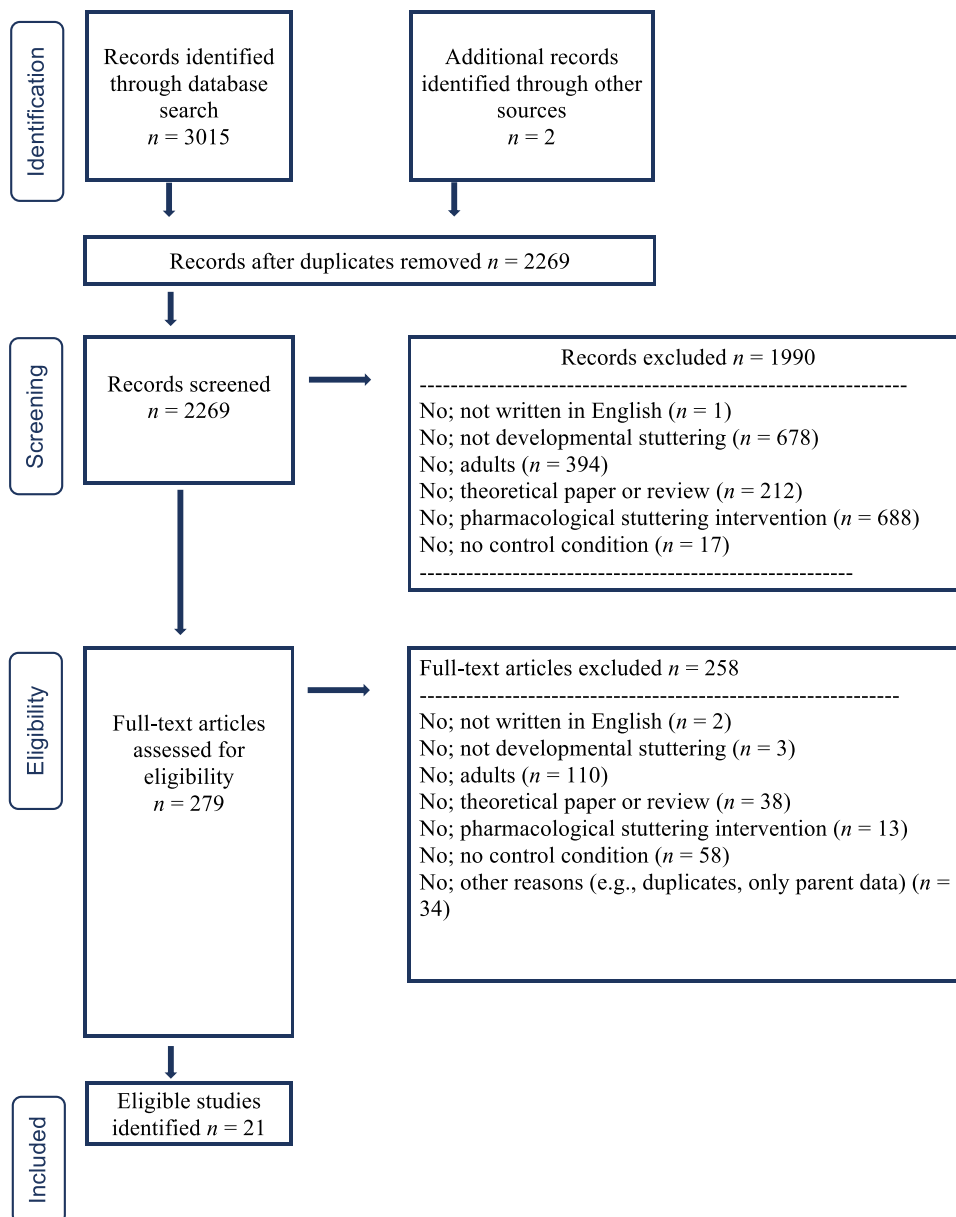 Identification
Records identified
through database
search
n = 3015
Additional records
identified through other
sources
n = 2
Records after duplicates removed n = 2269
Screening
Records screened
n = 2269
Records excluded n = 1990
---------------------------------------------------------------
No; not written in English (n = 1)
No; not developmental stuttering (n = 678)
No; adults (n = 394)
No; theoretical paper or review (n = 212)
No; pharmacological stuttering intervention (n = 688)
No; no control condition (n = 17)
--------------------------------------------------------
Eligibility
Full-text articles
assessed for
eligibility
n = 279
Full-text articles excluded n = 258
--------------------------------------------------------------
No; not written in English (n = 2)
No; not developmental stuttering (n = 3)
No; adults (n = 110)
No; theoretical paper or review (n = 38)
No; pharmacological stuttering intervention (n = 13)
No; no control condition (n = 58)
No; other reasons (e.g., duplicates, only parent data) (n =
34)
Included
Eligible studies
identified n = 21